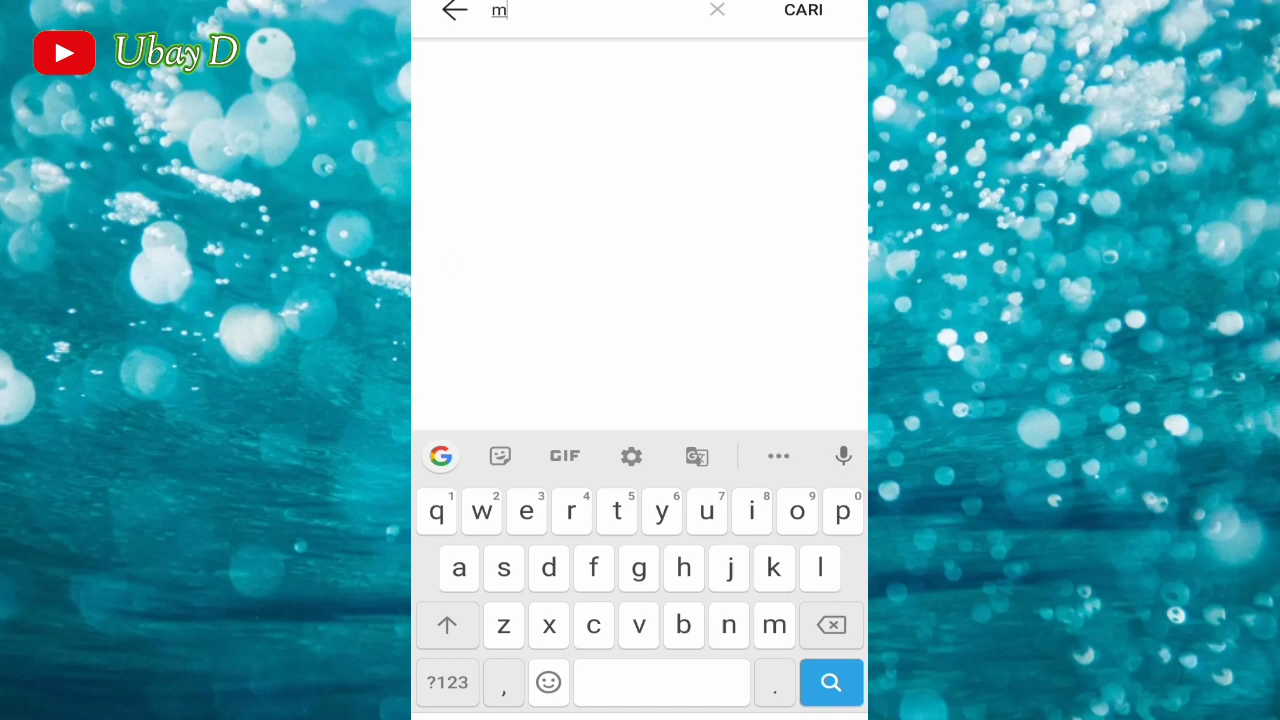 m CARI
Ubay D
GIF
q1 w2 e3 r4 t5 y6 u7 i8 o9 p0
a s d f g h j k l
z x c v b n m
?123 , .